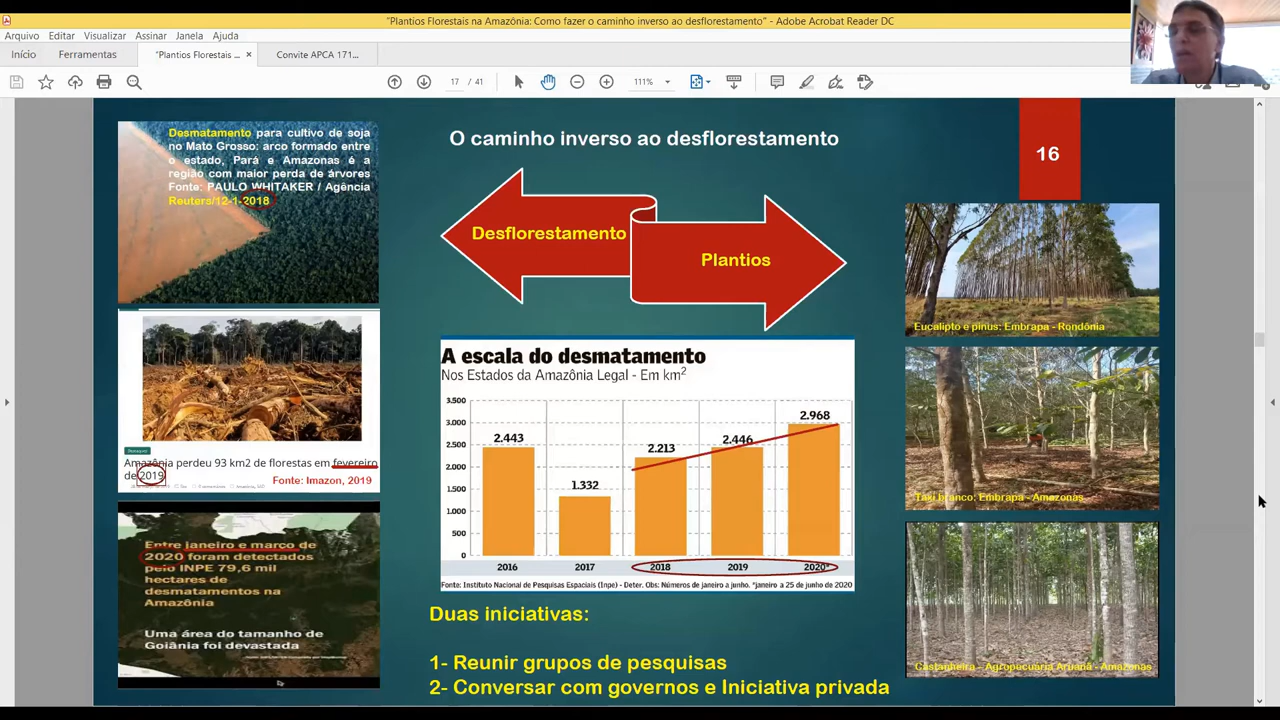 "Plantios Florestais na Amazônia: Como fazer o caminho inverso ao desflorestamento" - Adobe Acrobat Reader DC
Arquivo Editar Visualizar Assinar Janela Ajuda
Início Ferramentas "Plantios Florestais ... × Convite APCA 171...
17 / 41 111%
Desmatamento para cultivo de soja
no Mato Grosso: arco formado entre
o estado, Pará e Amazonas é a
região com maior perda de árvores
Fonte: PAULO WHITAKER / Agência
Reuters/12-1-2018
Amazônia perdeu 93 km2 de florestas em fevereiro
de 2019
Fonte: Imazon, 2019
Entre janeiro e março de
2020 foram detectados
pelo INPE 79,6 mil
hectares de
desmatamentos na
Amazônia
Uma área do tamanho de
Goiânia foi devastada
O caminho inverso ao desflorestamento
16
Desflorestamento
Plantios
A escala do desmatamento
Nos Estados da Amazônia Legal - Em km²
3.500
3.000
2.500
2.000
1.500
1.000
500
0
2.443
1.332
2.213
2.446
2.968
2016 2017 2018 2019 2020*
Fonte: Instituto Nacional de Pesquisas Espaciais (Inpe) - Deter. Obs: Números de janeiro a junho. *janeiro a 25 de junho de 2020
Duas iniciativas:
1- Reunir grupos de pesquisas
2- Conversar com governos e Iniciativa privada
Eucalipto e pinus: Embrapa - Rondônia
Taxi branco: Embrapa - Amazonas
Castanheira - Agropecuária Aruanã - Amazonas